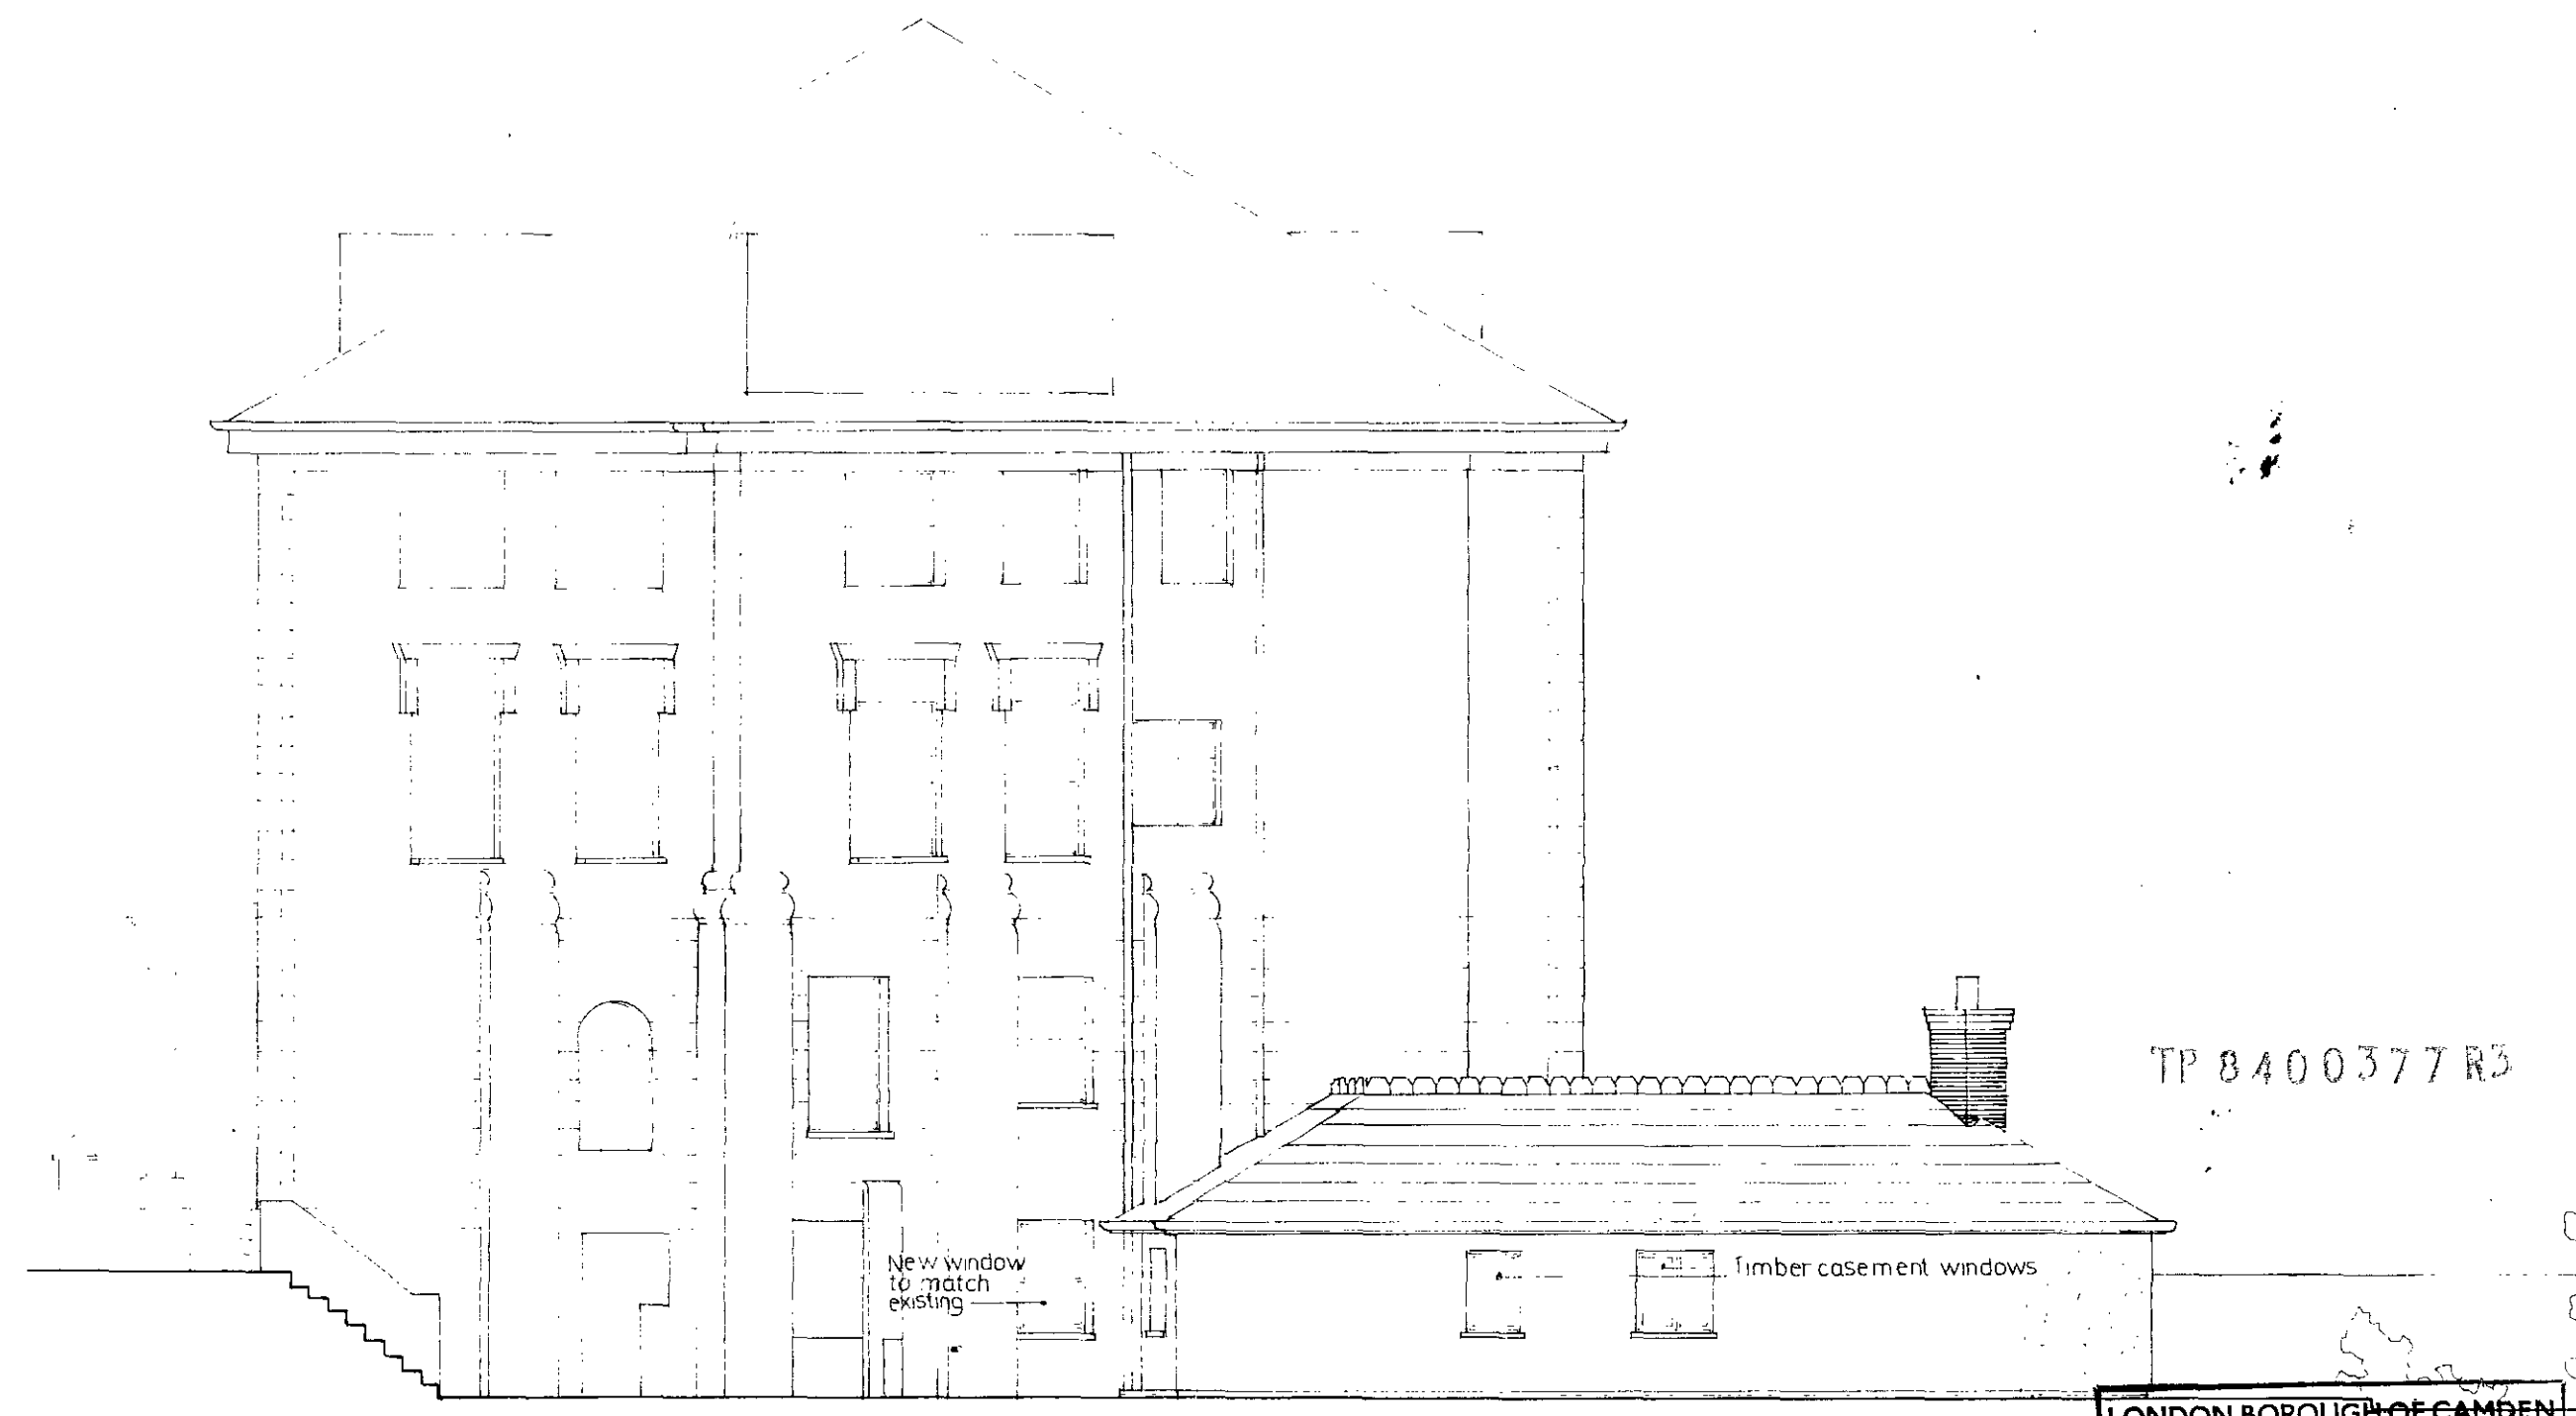 TP 8400377 R3
New window
to match
existing
Timber casement windows
LONDON BOROUGH OF CAMDEN